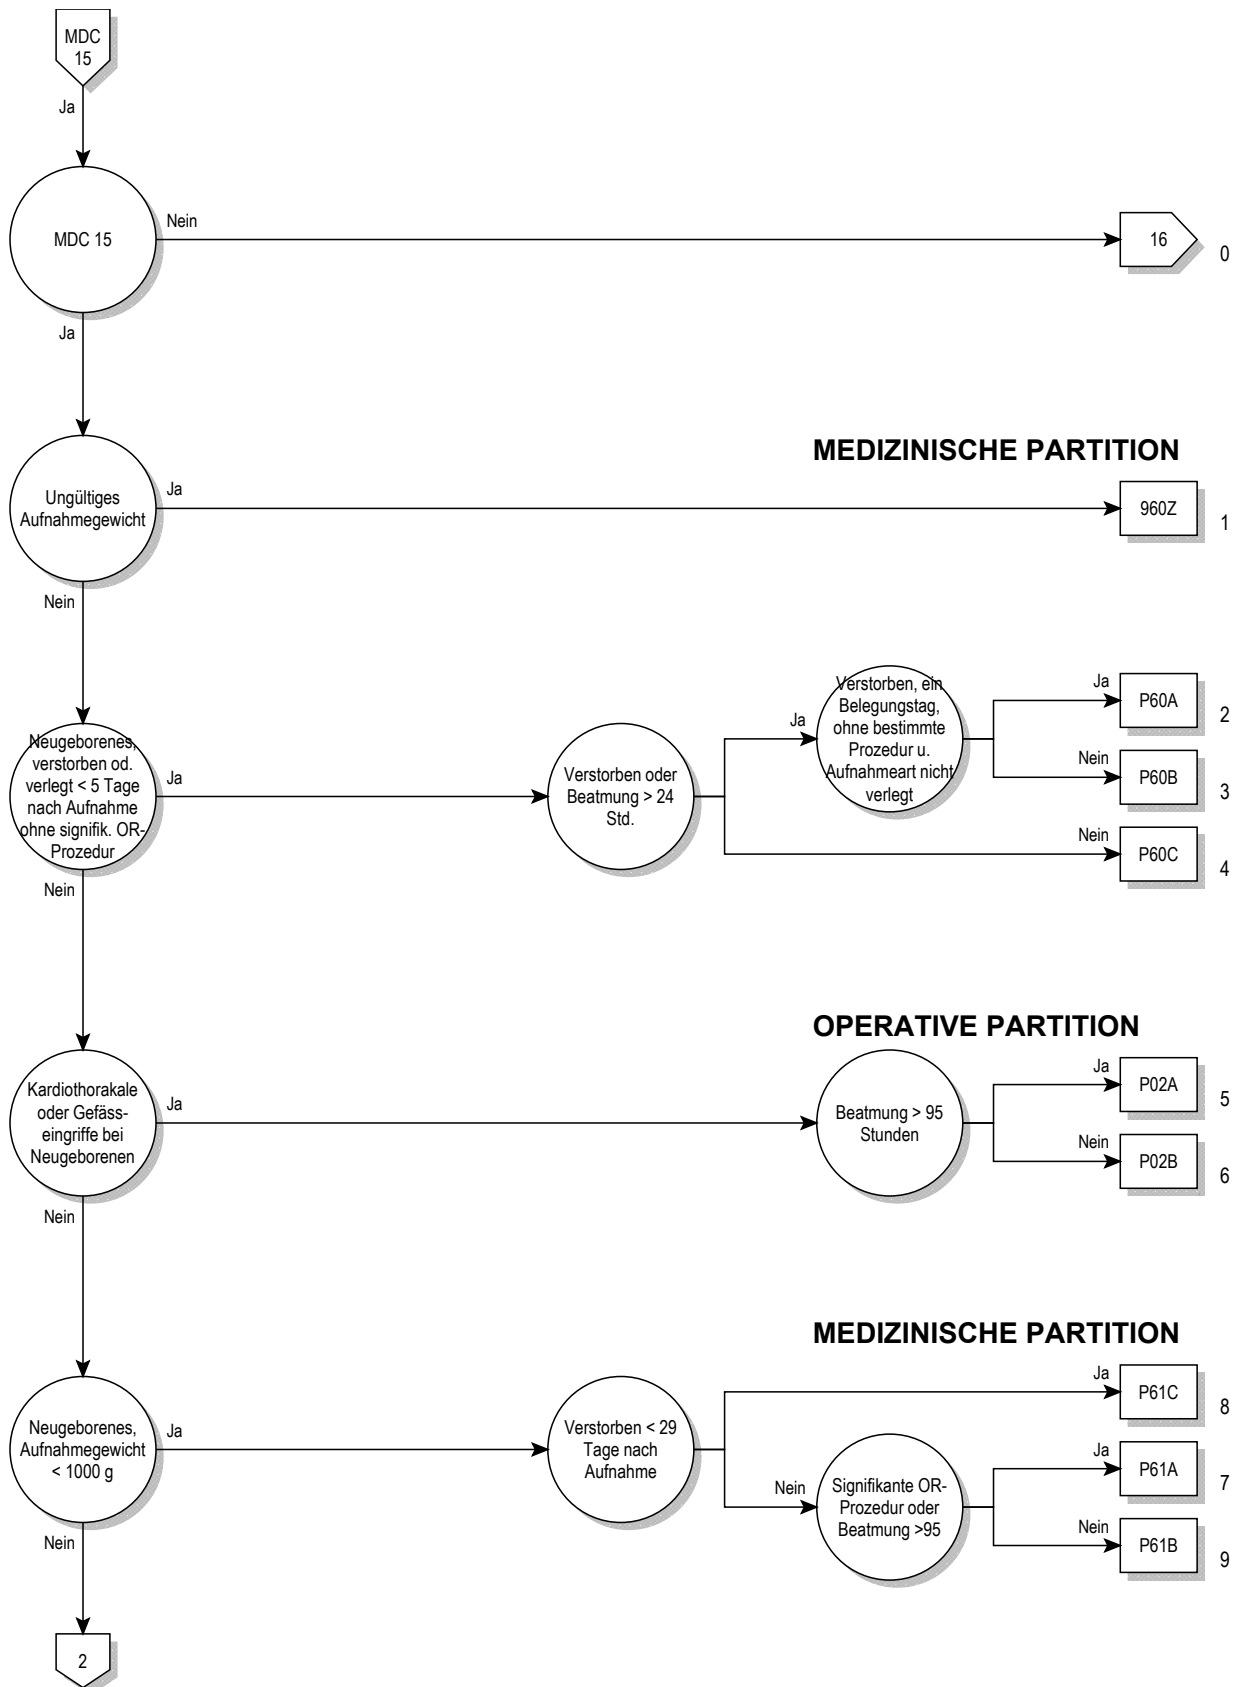 MDC
15
Ja
MDC 15
Nein
16
0
Ja
MEDIZINISCHE PARTITION
Ungültiges
Aufnahmegewicht
Ja
960Z
1
Nein
Neugeborenes,
verstorben od.
verlegt < 5 Tage
nach Aufnahme
ohne signifik. OR-
Prozedur
Ja
Verstorben oder
Beatmung > 24
Std.
Ja
Verstorben, ein
Belegungstag,
ohne bestimmte
Prozedur u.
Aufnahmeart nicht
verlegt
Ja
P60A
2
Nein
P60B
3
Nein
P60C
4
Nein
OPERATIVE PARTITION
Kardiothorakale
oder Gefäss-
eingriffe bei
Neugeborenen
Ja
Beatmung > 95
Stunden
Ja
P02A
5
Nein
P02B
6
Nein
MEDIZINISCHE PARTITION
Neugeborenes,
Aufnahmegewicht
< 1000 g
Ja
Verstorben < 29
Tage nach
Aufnahme
Ja
P61C
8
Nein
Signifikante OR-
Prozedur oder
Beatmung >95
Ja
P61A
7
Nein
P61B
9
Nein
2